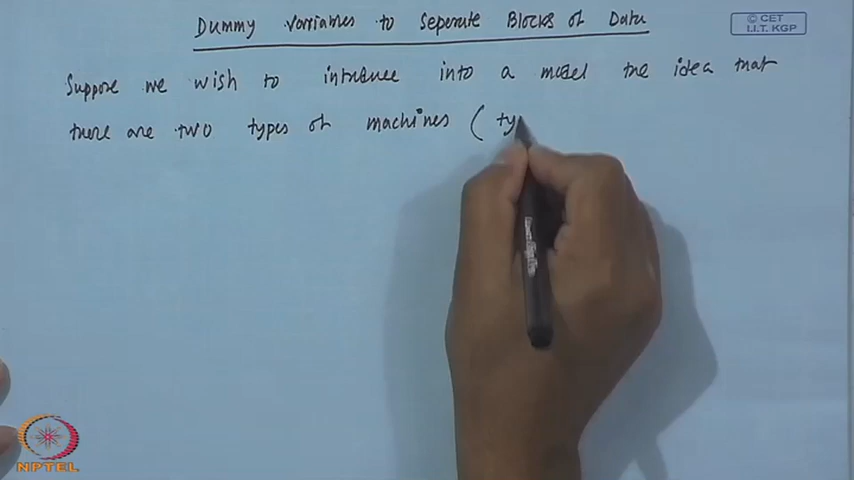 Dummy variables to Seperate Blocks of Data
© CET
I.I.T. KGP
Suppose we wish to introduce into a model the idea that
there are two types of machines ( ty
NPTEL